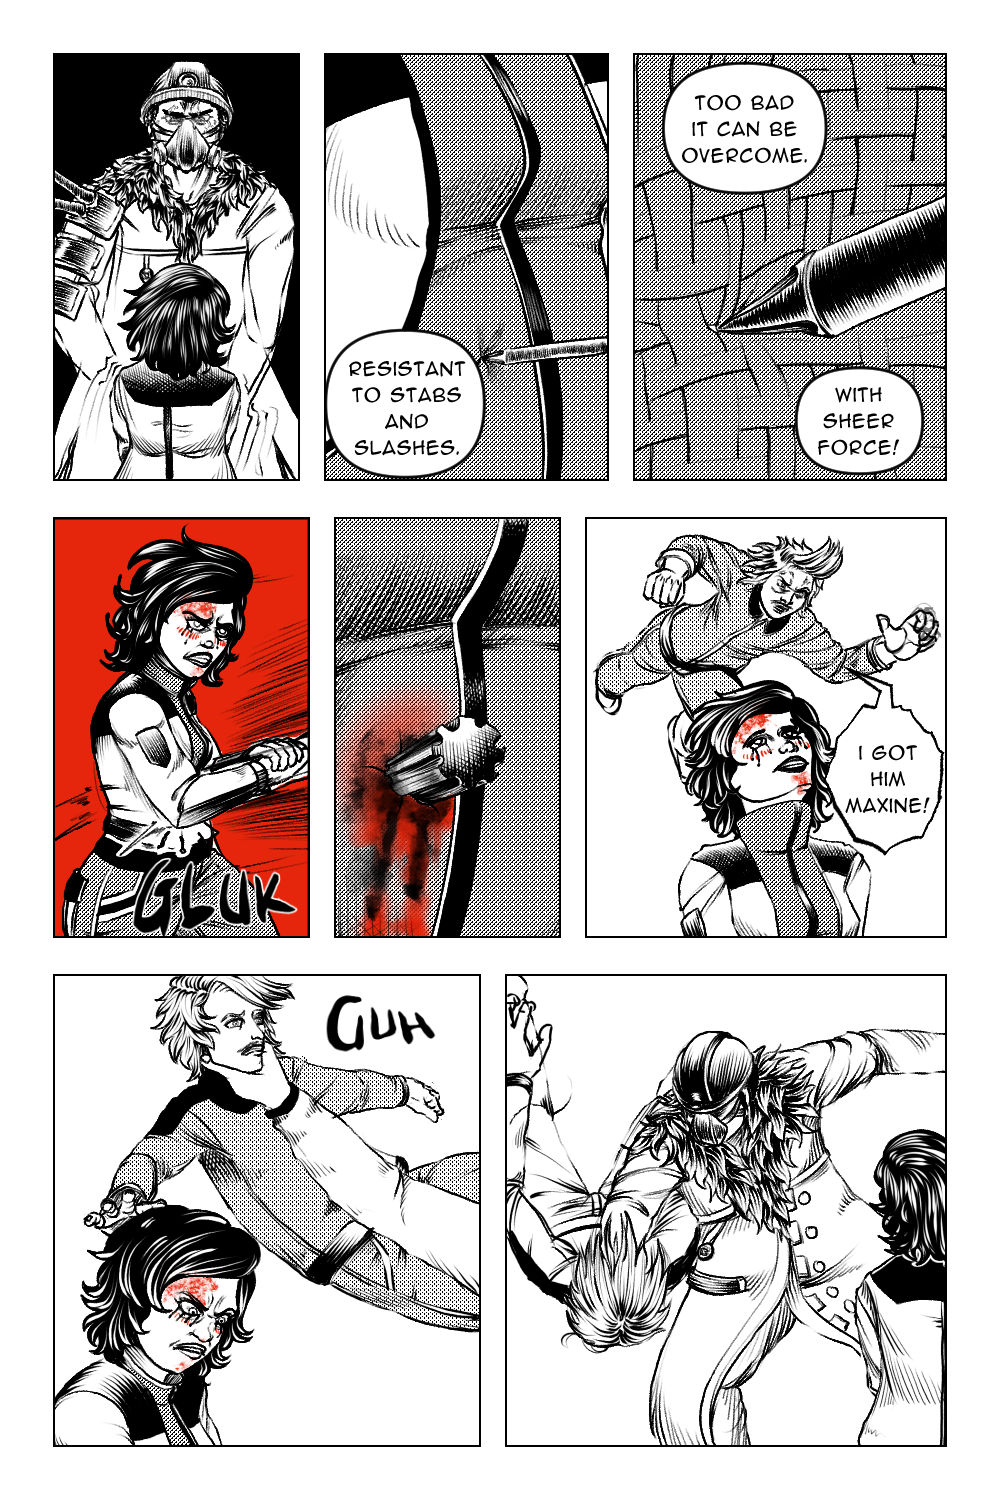 RESISTANT
TO STABS
AND
SLASHES.
TOO BAD
IT CAN BE
OVERCOME.
WITH
SHEER
FORCE!
GLUK
I GOT
HIM
MAXINE!
GUH